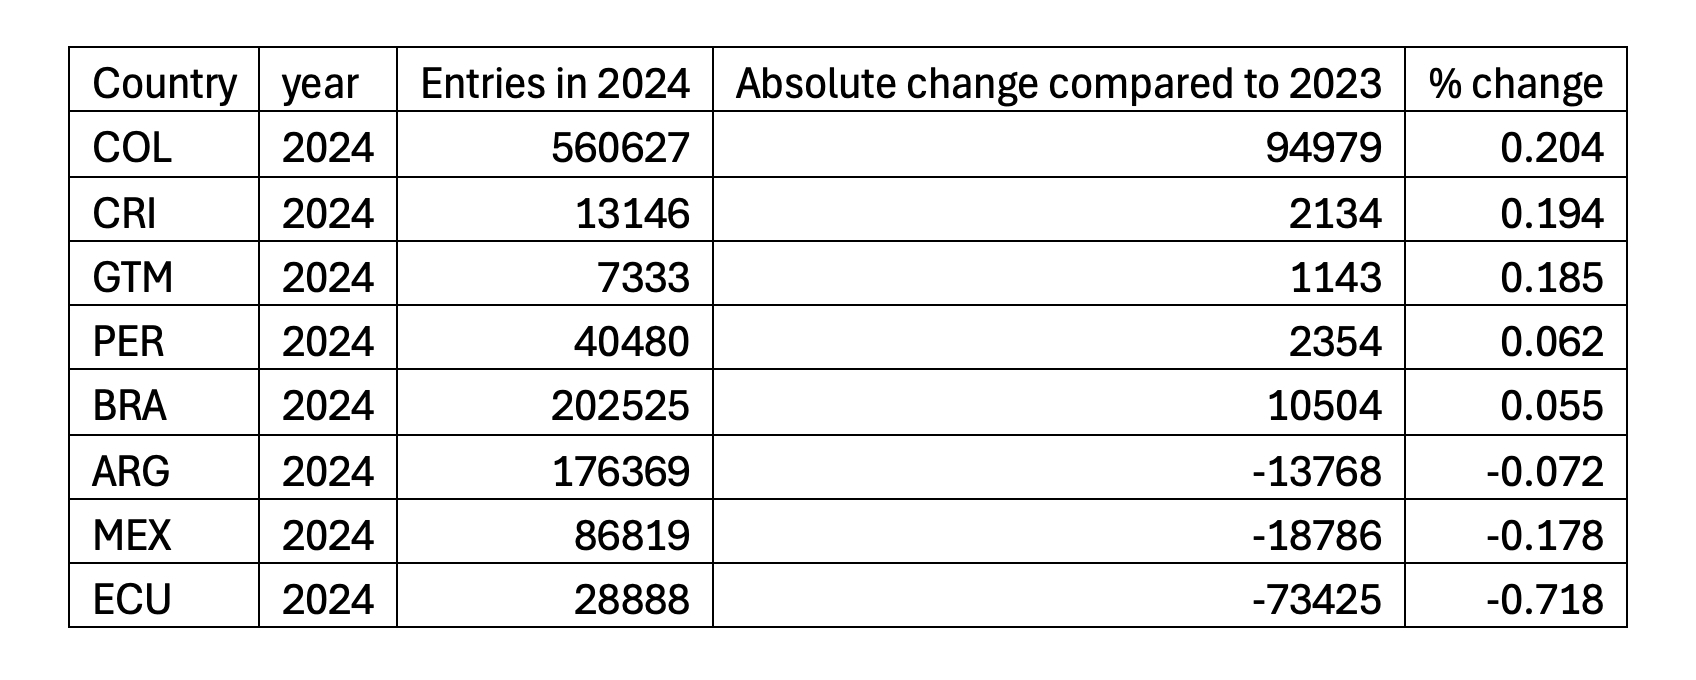 Country year Entries in 2024 Absolute change compared to 2023 % change
COL 2024 560627 94979 0.204
CRI 2024 13146 2134 0.194
GTM 2024 7333 1143 0.185
PER 2024 40480 2354 0.062
BRA 2024 202525 10504 0.055
ARG 2024 176369 -13768 -0.072
MEX 2024 86819 -18786 -0.178
ECU 2024 28888 -73425 -0.718